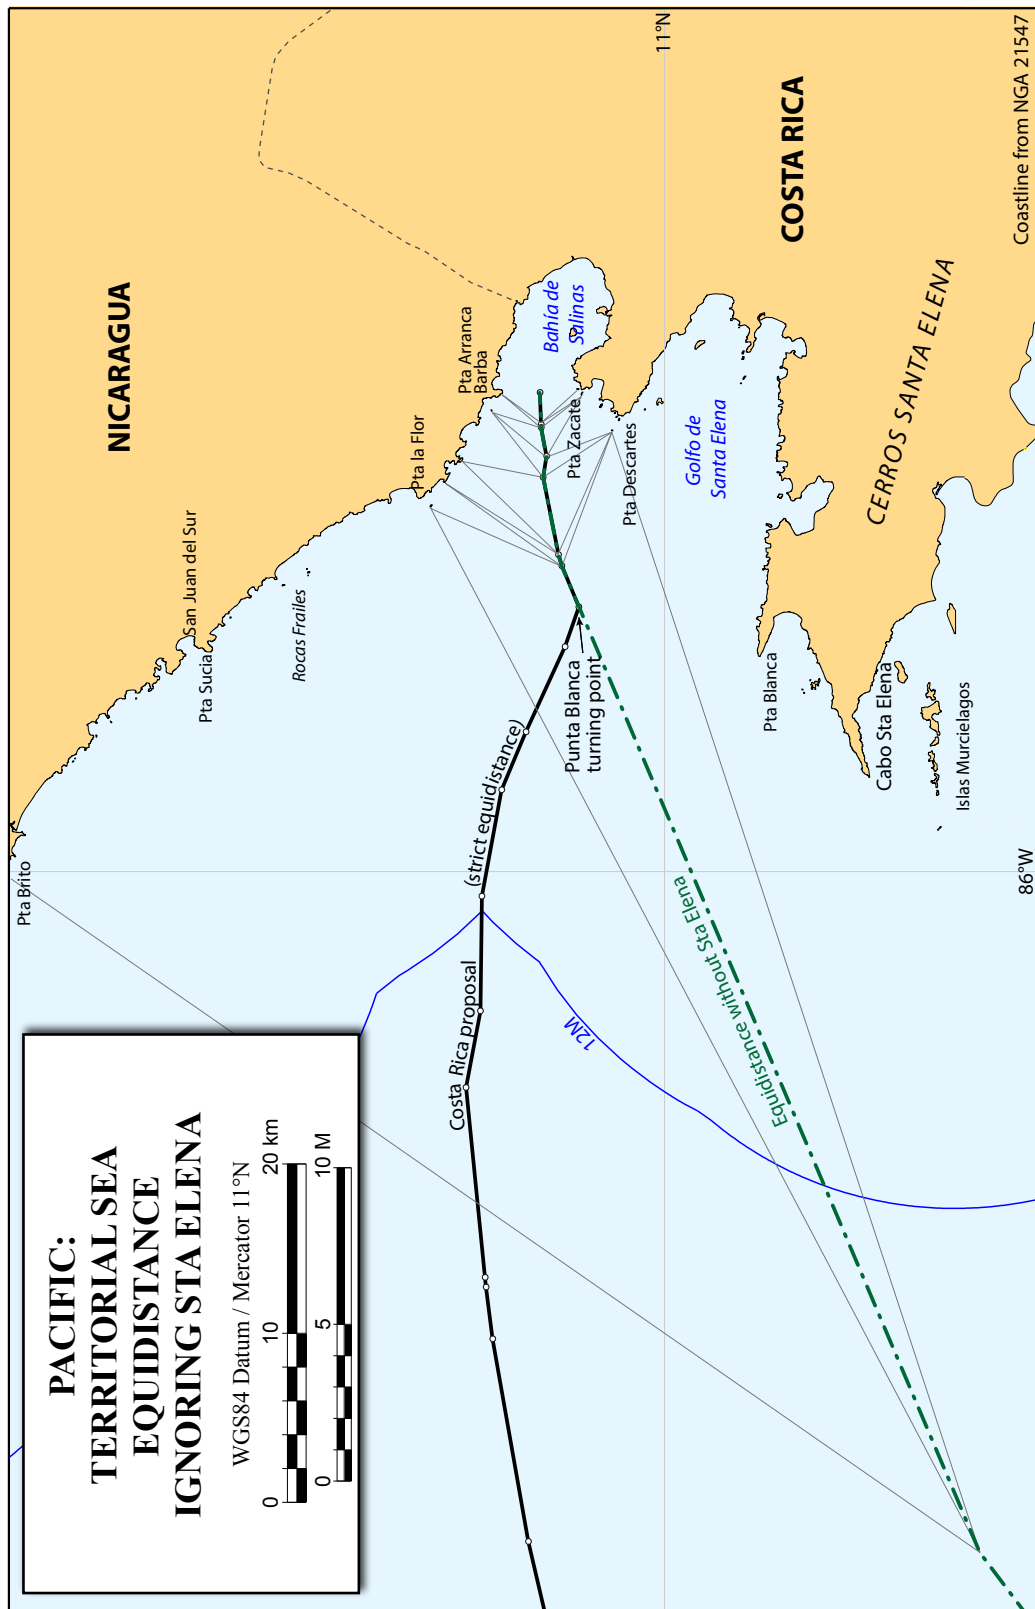 PACIFIC:
TERRITORIAL SEA
EQUIDISTANCE
IGNORING STA ELENA
WGS84 Datum / Mercator 11°N
0
10
20 km
0
5
10 M
Pta Brito
NICARAGUA
San Juan del Sur
Pta Sucia
Rocas Frailes
Pta la Flor
Pta Arranca
Barba
Bahía de
Salinas
Pta Zacate
Pta Descartes
Golfo de
Santa Elena
11°N
COSTA RICA
CERROS SANTA ELENA
Pta Blanca
Cabo Sta Elena
Islas Murcielagos
Punta Blanca
turning point
(strict equidistance)
Costa Rica proposal
Equidistance without Sta Elena
12M
86°W
Coastline from NGA 21547